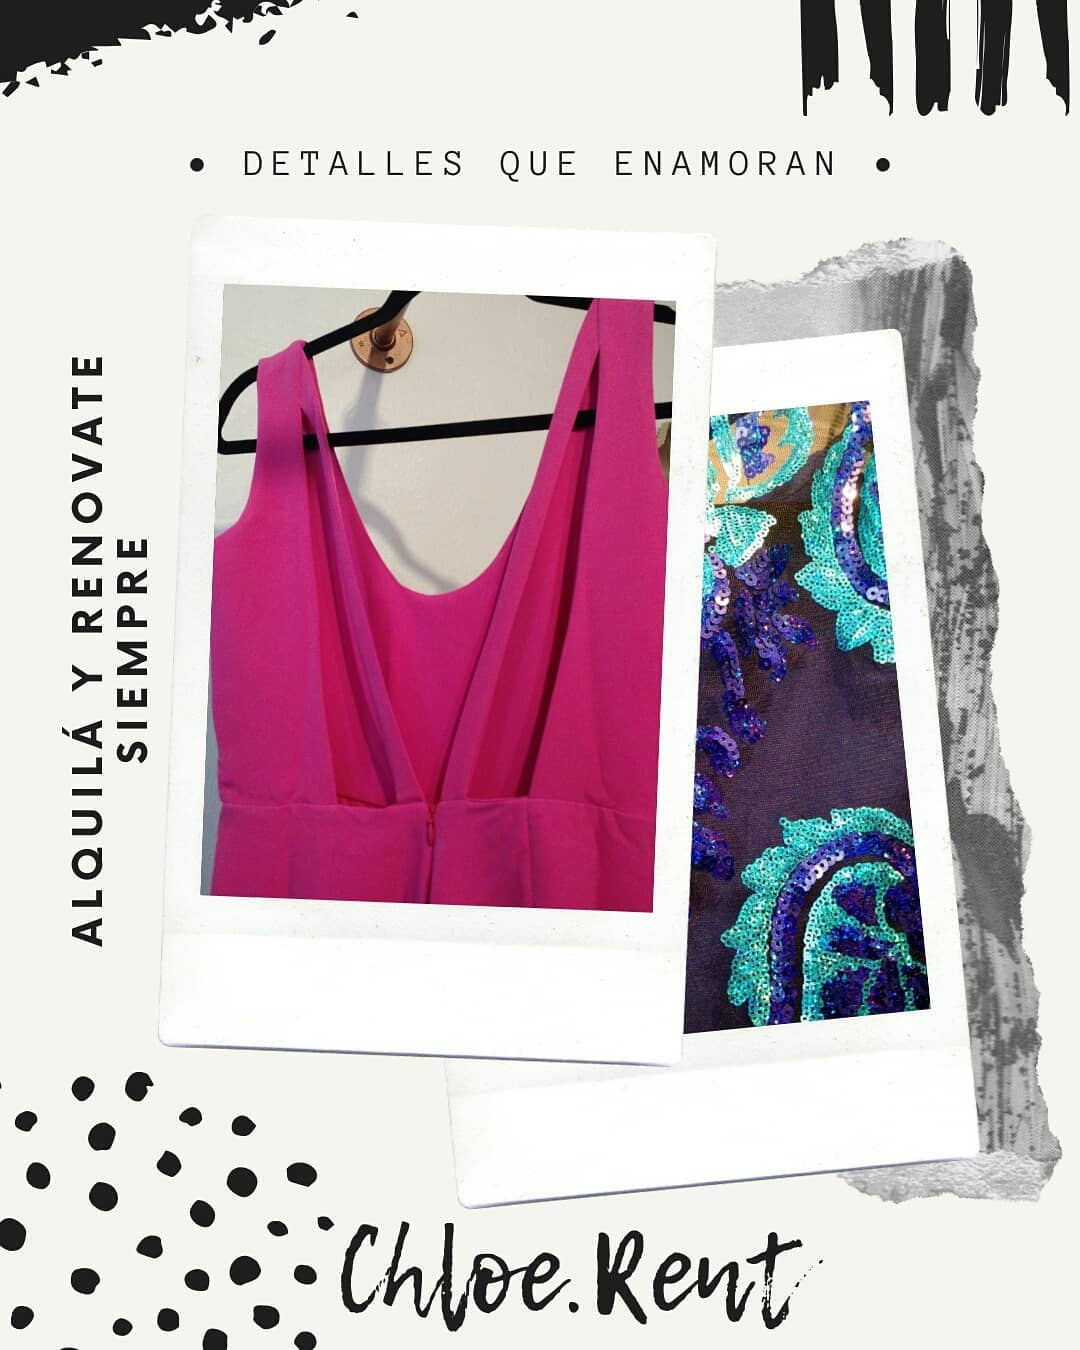 • DETALLES QUE ENAMORAN •
ALQUILÁ Y RENOVATE
SIEMPRE
Chloe.Rent